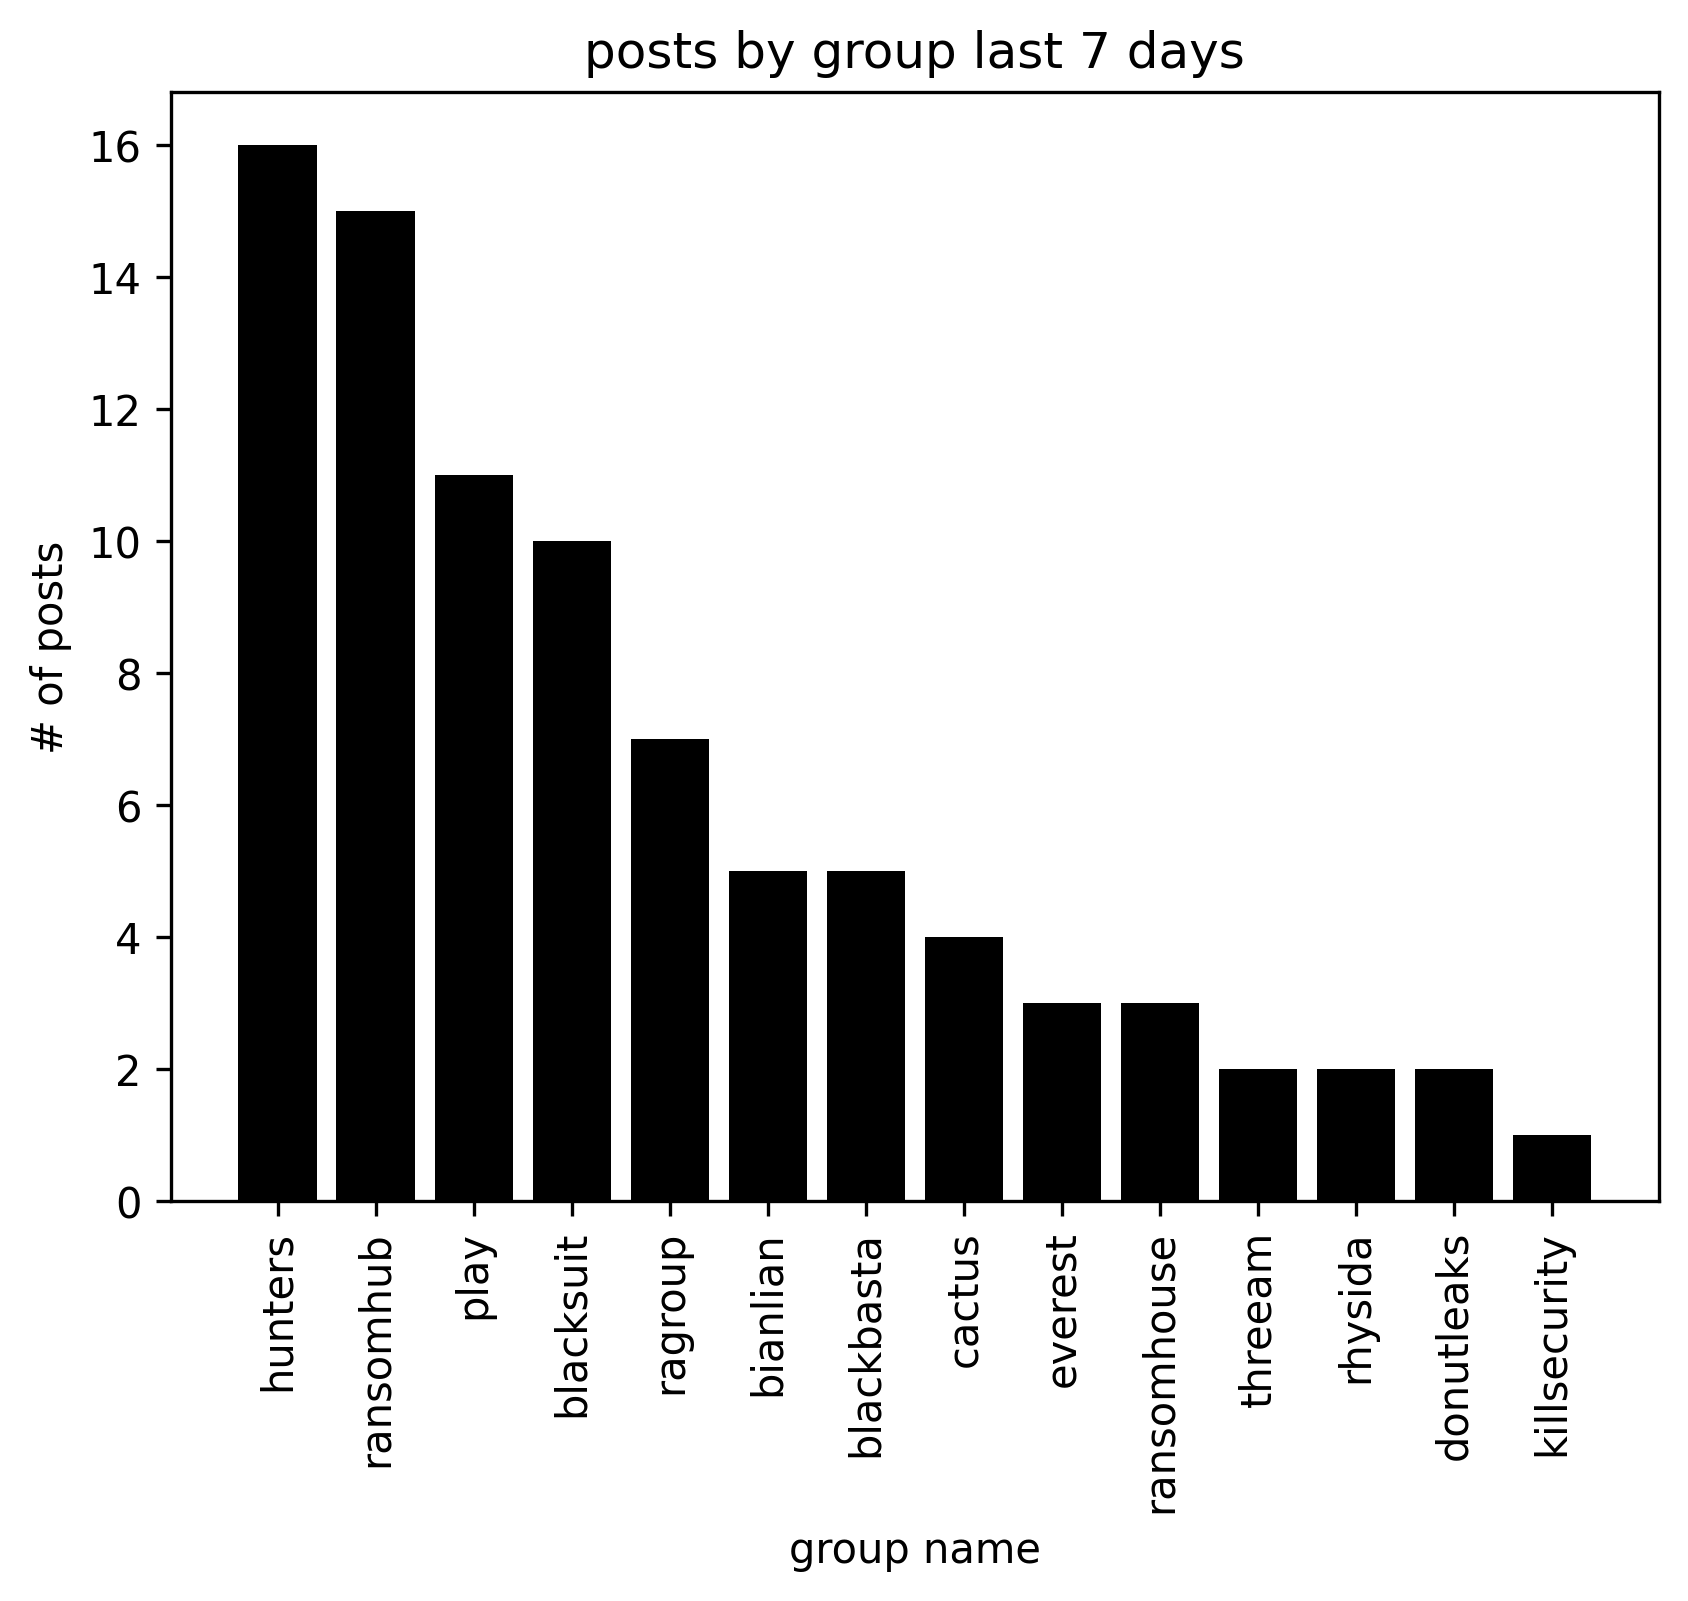 posts by group last 7 days
16
14
12
10
8
6
4
2
0
# of posts
hunters
ransomhub
play
blacksuit
ragroup
bianlian
blackbasta
cactus
everest
ransomhouse
threeam
rhysida
donutleaks
killsecurity
group name